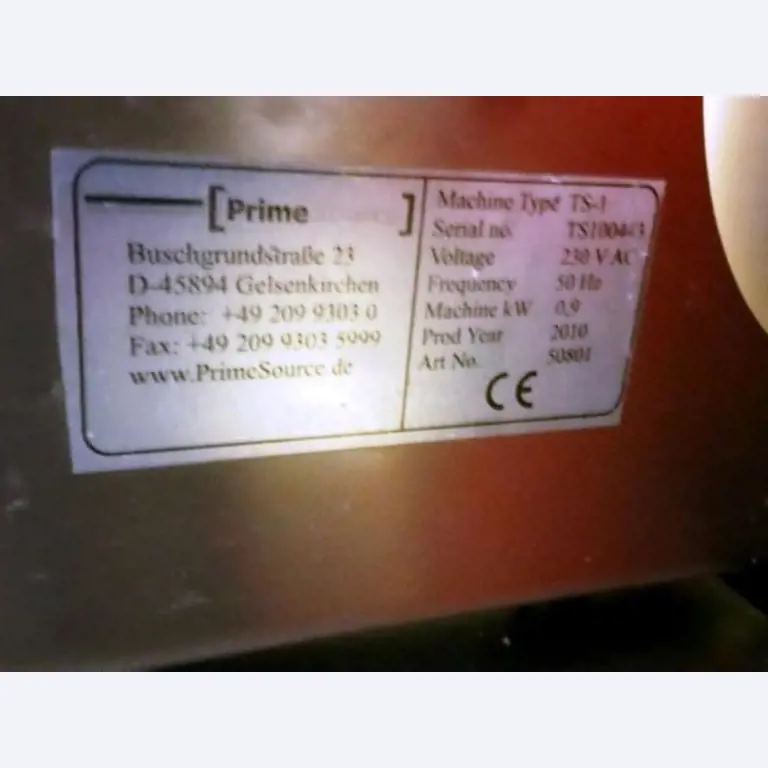 [Prime ]
Buschgrundstraße 23
D-45894 Gelsenkirchen
Phone: +49 209 9303 0
Fax: +49 209 9303 5999
www.PrimeSource.de
Machine Type TS-1
Serial no.
Voltage 230 V AC
Frequency 50 Hz
Machine kW 0,9
Prod Year 2010
Art No. 50801
CE